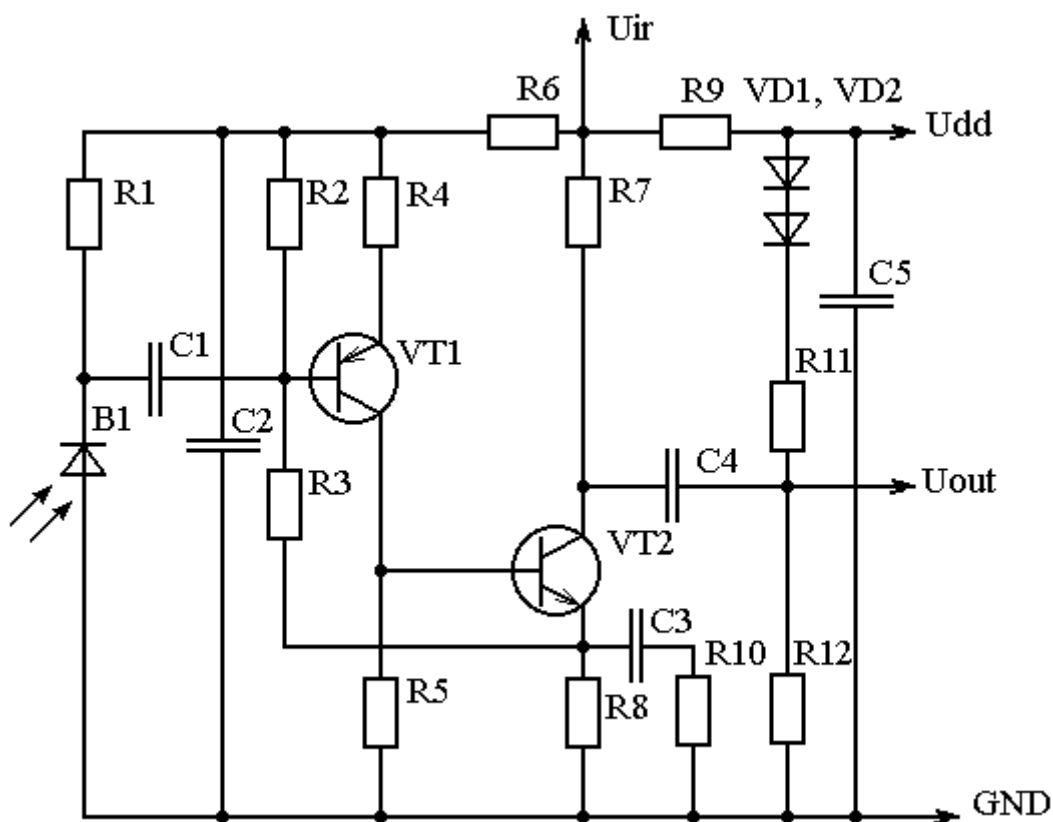 Uir
R6
R9
VD1, VD2
Udd
R1
R2
R4
R7
C5
C1
VT1
R11
B1
C2
C4
R3
Uout
VT2
C3
R10
R12
R5
R8
GND